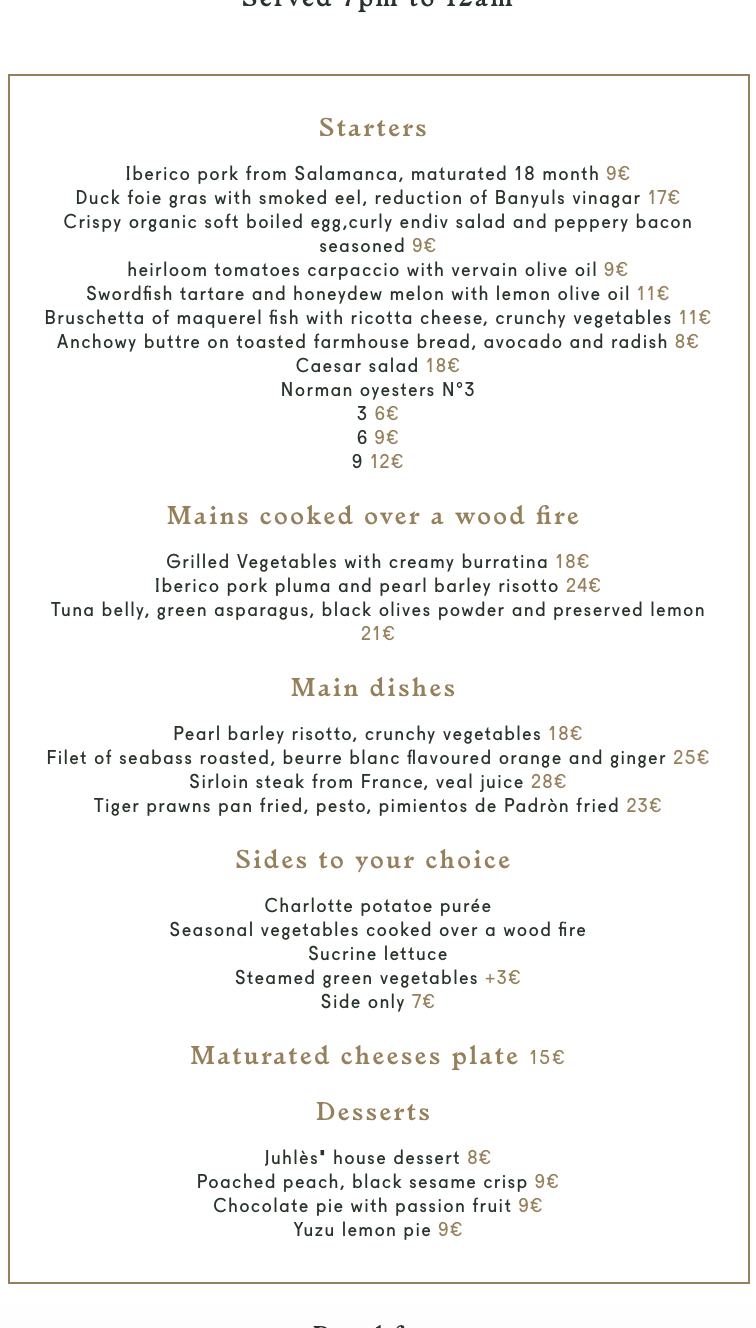 Served 7pm to 12am
Starters
Iberico pork from Salamanca, maturated 18 month 9€
Duck foie gras with smoked eel, reduction of Banyuls vinagar 17€
Crispy organic soft boiled egg,curly endiv salad and peppery bacon
seasoned 9€
heirloom tomatoes carpaccio with vervain olive oil 9€
Swordfish tartare and honeydew melon with lemon olive oil 11€
Bruschetta of maquerel fish with ricotta cheese, crunchy vegetables 11€
Anchowy buttre on toasted farmhouse bread, avocado and radish 8€
Caesar salad 18€
Norman oyesters N°3
3 6€
6 9€
9 12€
Mains cooked over a wood fire
Grilled Vegetables with creamy burratina 18€
Iberico pork pluma and pearl barley risotto 24€
Tuna belly, green asparagus, black olives powder and preserved lemon
21€
Main dishes
Pearl barley risotto, crunchy vegetables 18€
Filet of seabass roasted, beurre blanc flavoured orange and ginger 25€
Sirloin steak from France, veal juice 28€
Tiger prawns pan fried, pesto, pimientos de Padròn fried 23€
Sides to your choice
Charlotte potatoe purée
Seasonal vegetables cooked over a wood fire
Sucrine lettuce
Steamed green vegetables +3€
Side only 7€
Maturated cheeses plate 15€
Desserts
Juhlès" house dessert 8€
Poached peach, black sesame crisp 9€
Chocolate pie with passion fruit 9€
Yuzu lemon pie 9€